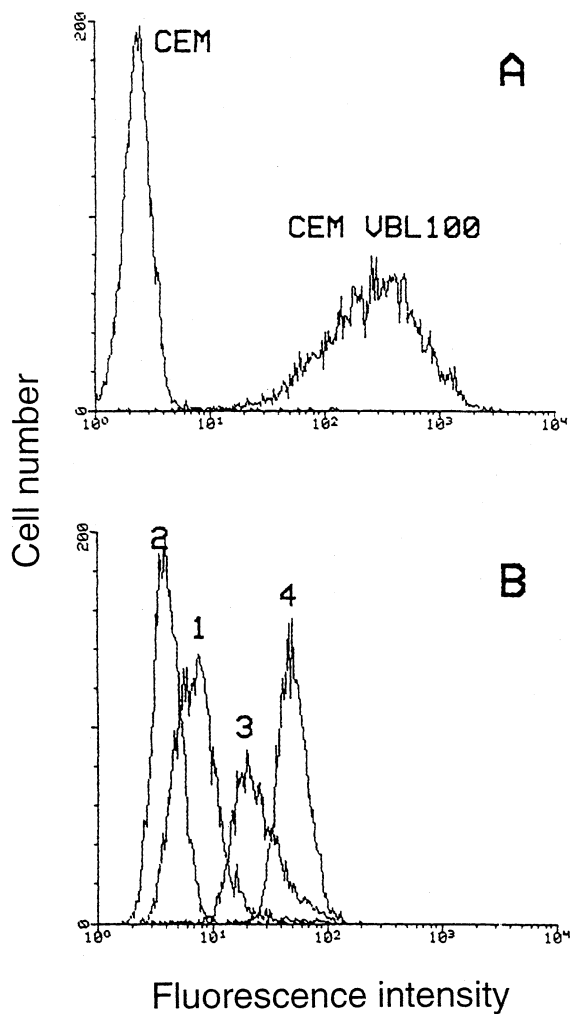 200
CEM
A
CEM VBL100
0
10⁰ 10¹ 10² 10³ 10⁴
Cell number
200
2
B
4
1
3
0
10⁰ 10¹ 10² 10³ 10⁴
Fluorescence intensity